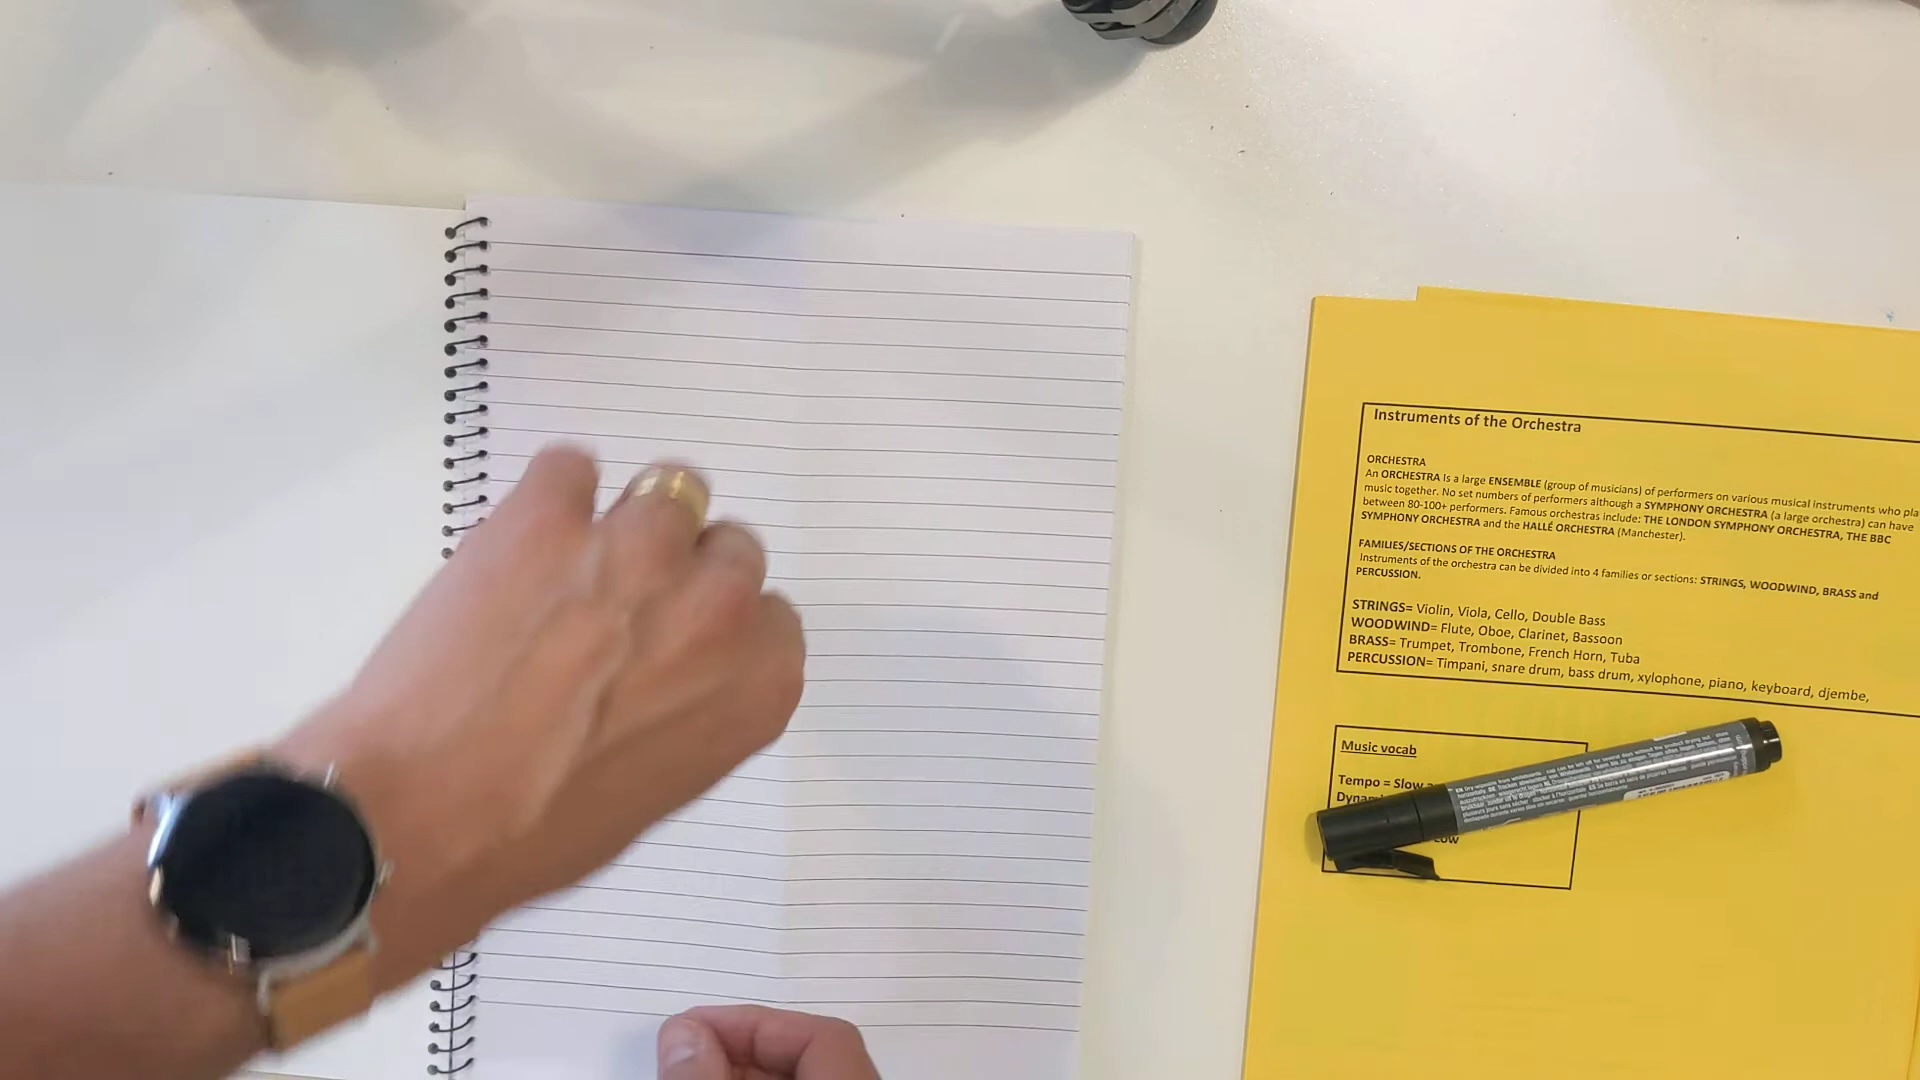 Instruments of the Orchestra
ORCHESTRA
An ORCHESTRA is a large ENSEMBLE (group of musicians) of performers on various musical instruments who pla
music together. No set numbers of performers although a SYMPHONY ORCHESTRA (a large orchestra) can have
between 80-100+ performers. Famous orchestras include: THE LONDON SYMPHONY ORCHESTRA, THE BBC
SYMPHONY ORCHESTRA and the HALLÉ ORCHESTRA (Manchester).
FAMILIES/SECTIONS OF THE ORCHESTRA
Instruments of the orchestra can be divided into 4 families or sections: STRINGS, WOODWIND, BRASS and
PERCUSSION.
STRINGS= Violin, Viola, Cello, Double Bass
WOODWIND= Flute, Oboe, Clarinet, Bassoon
BRASS= Trumpet, Trombone, French Horn, Tuba
PERCUSSION= Timpani, snare drum, bass drum, xylophone, piano, keyboard, djembe,
Music vocab
Tempo = Slow
Dynam